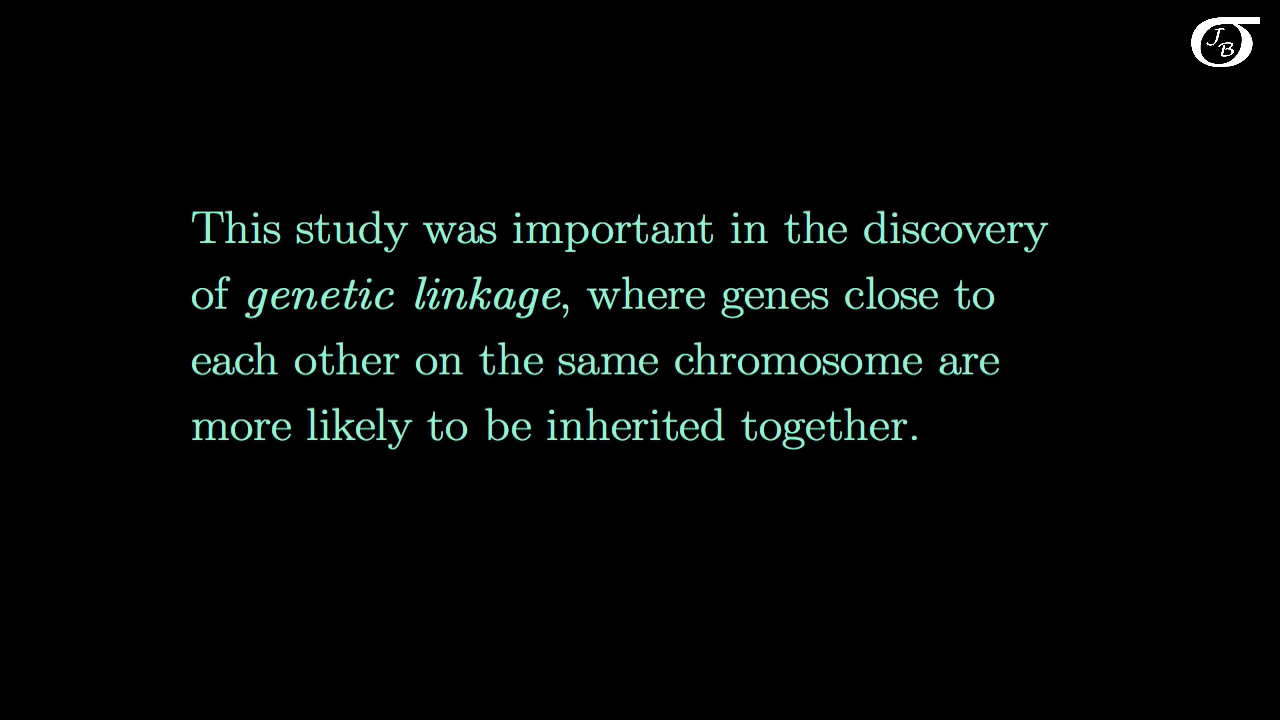 J
B
This study was important in the discovery
of genetic linkage, where genes close to
each other on the same chromosome are
more likely to be inherited together.